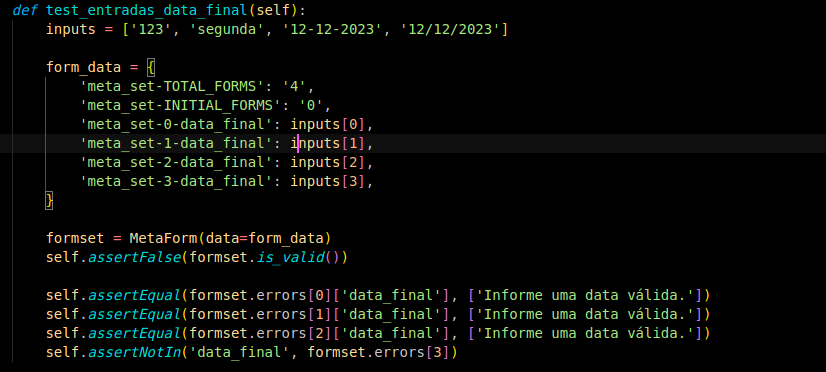 def test_entradas_data_final(self):
    inputs = ['123', 'segunda', '12-12-2023', '12/12/2023']

    form_data = {
        'meta_set-TOTAL_FORMS': '4',
        'meta_set-INITIAL_FORMS': '0',
        'meta_set-0-data_final': inputs[0],
        'meta_set-1-data_final': inputs[1],
        'meta_set-2-data_final': inputs[2],
        'meta_set-3-data_final': inputs[3],
    }

    formset = MetaForm(data=form_data)
    self.assertFalse(formset.is_valid())

    self.assertEqual(formset.errors[0]['data_final'], ['Informe uma data válida.'])
    self.assertEqual(formset.errors[1]['data_final'], ['Informe uma data válida.'])
    self.assertEqual(formset.errors[2]['data_final'], ['Informe uma data válida.'])
    self.assertNotIn('data_final', formset.errors[3])